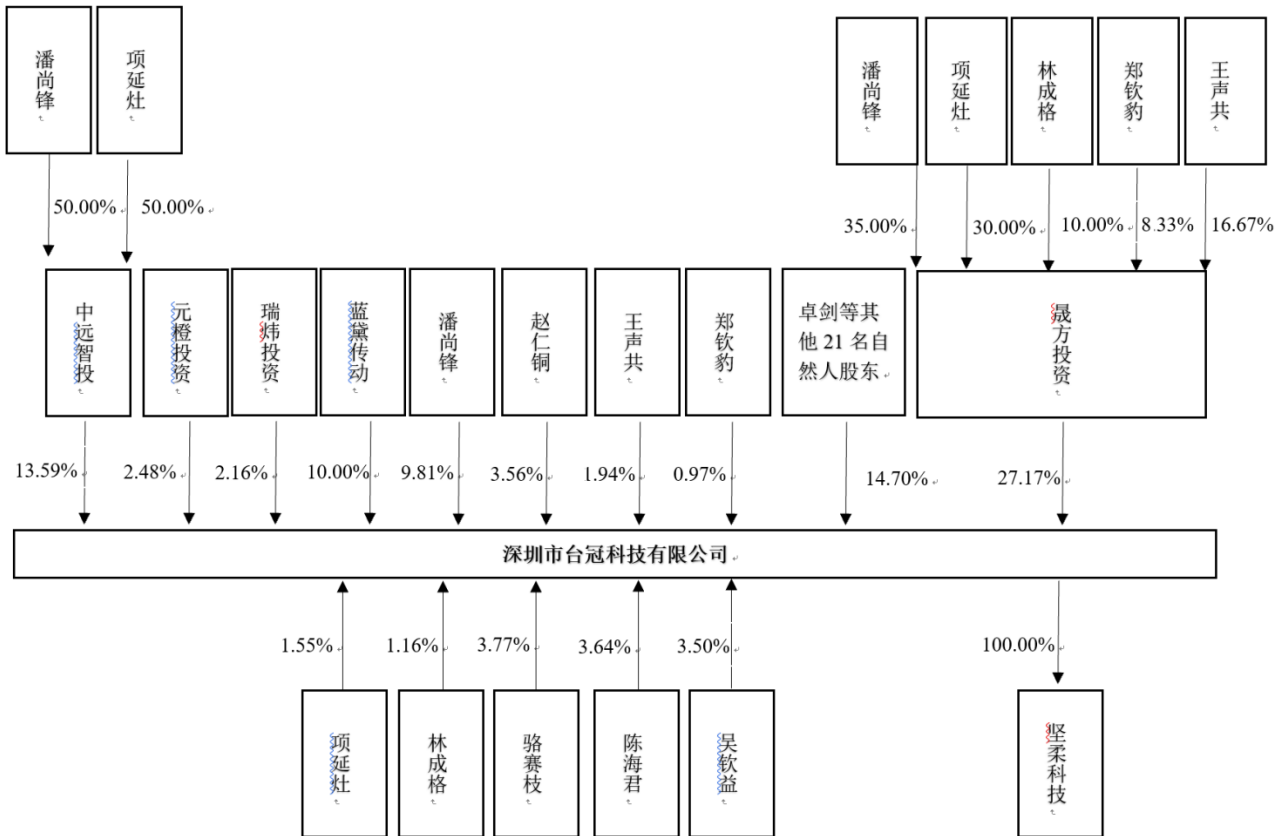 潘尚锋
项延灶
潘尚锋
项延灶
林成格
郑钦豹
王声共
50.00%
50.00%
35.00%
30.00%
10.00%
8.33%
16.67%
中远智投
元橙投资
瑞炜投资
蓝黛传动
潘尚锋
赵仁铜
王声共
郑钦豹
卓剑等其
他 21 名自
然人股东
晟方投资
13.59%
2.48%
2.16%
10.00%
9.81%
3.56%
1.94%
0.97%
14.70%
27.17%
深圳市台冠科技有限公司
1.55%
1.16%
3.77%
3.64%
3.50%
100.00%
项延灶
林成格
骆赛枝
陈海君
吴钦益
坚柔科技